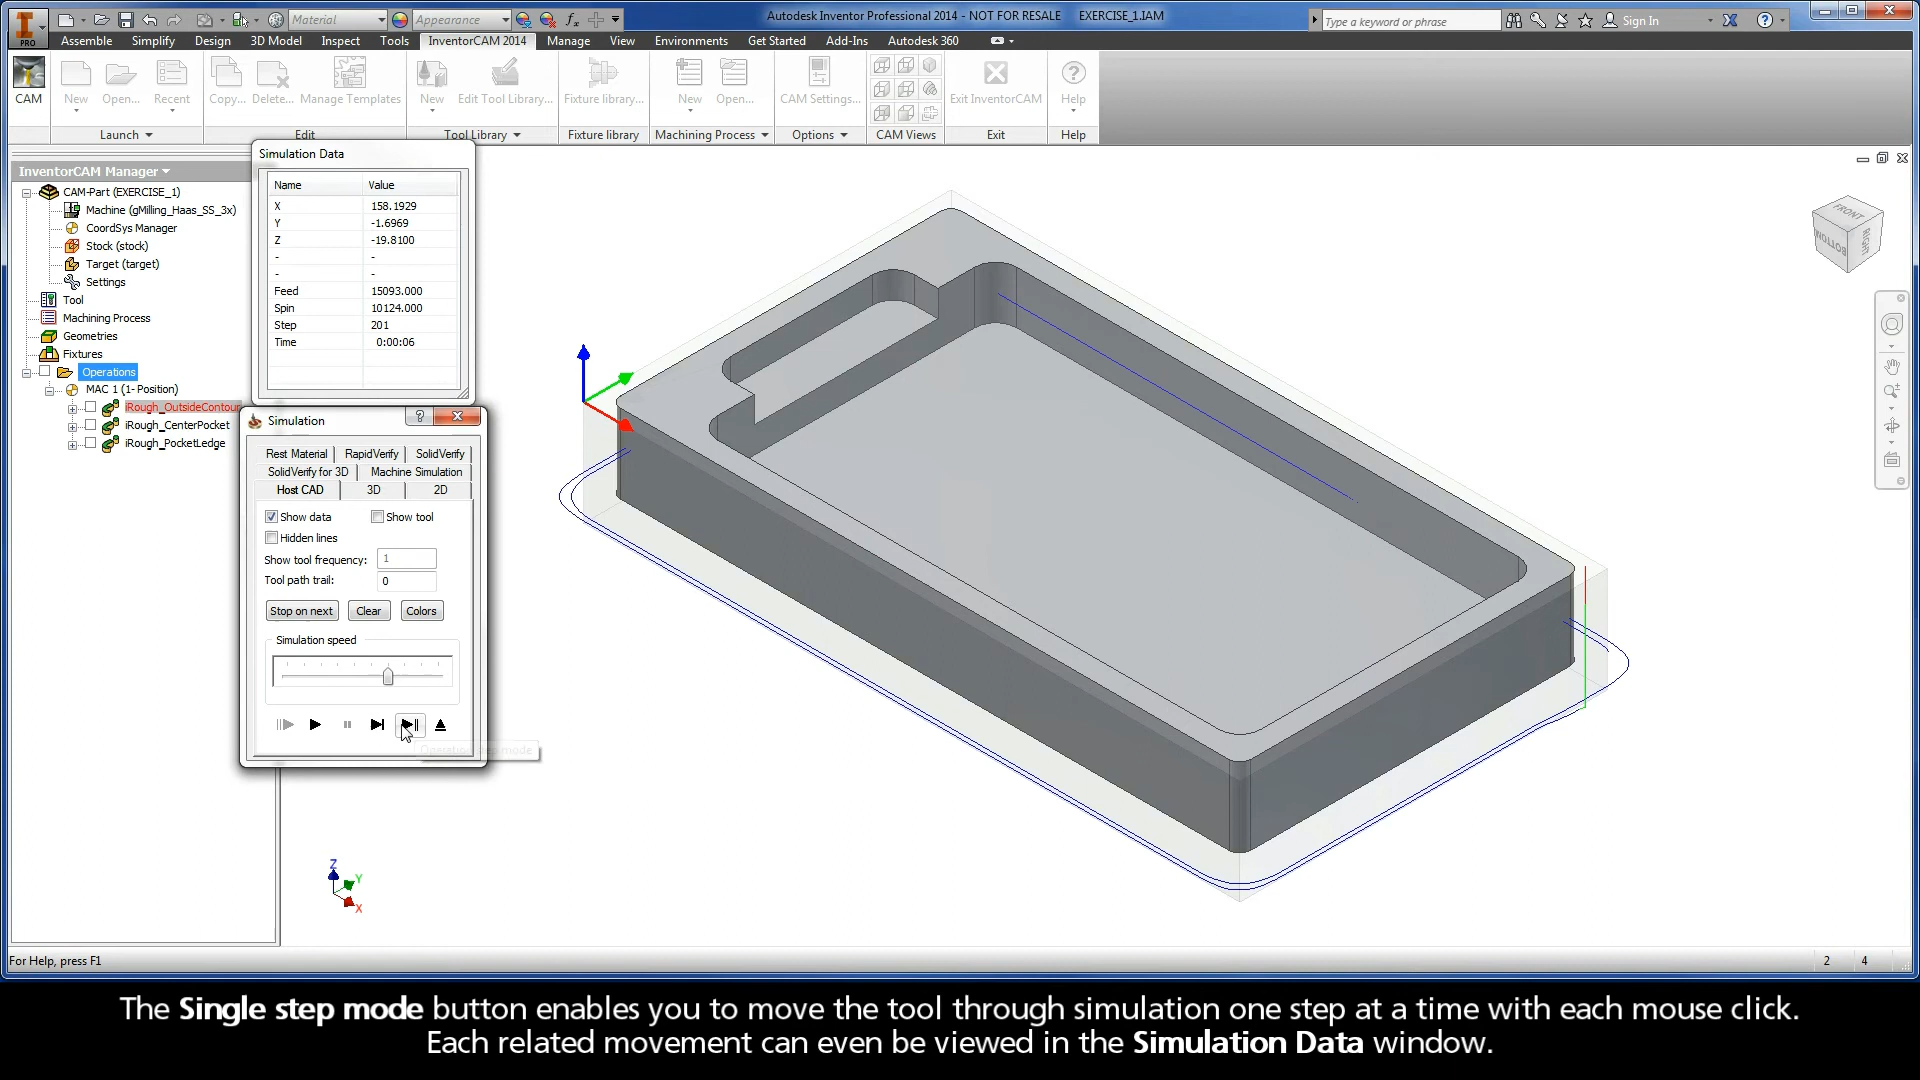 Material
Appearance
Autodesk Inventor Professional 2014 - NOT FOR RESALE EXERCISE_1.IAM
Type a keyword or phrase
Sign In
PRO
Assemble Simplify Design 3D Model Inspect Tools InventorCAM 2014 Manage View Environments Get Started Add-Ins Autodesk 360
CAM New Open... Recent Copy... Delete... Manage Templates New Edit Tool Library... Fixture library... New Open... CAM Settings... Exit InventorCAM Help
Launch Edit Tool Library Fixture library Machining Process Options CAM Views Exit Help
InventorCAM Manager
CAM-Part (EXERCISE_1)
Machine (gMilling_Haas_SS_3x)
CoordSys Manager
Stock (stock)
Target (target)
Settings
Tool
Machining Process
Geometries
Fixtures
Operations
MAC 1 (1- Position)
iRough_OutsideContour
iRough_CenterPocket
iRough_PocketLedge
Simulation Data
Name Value
X 158.1929
Y -1.6969
Z -19.8100
- -
- -
Feed 15093.000
Spin 10124.000
Step 201
Time 0:00:06
Simulation
Rest Material RapidVerify SolidVerify
SolidVerify for 3D Machine Simulation
Host CAD 3D 2D
Show data Show tool
Hidden lines
Show tool frequency: 1
Tool path trail: 0
Stop on next Clear Colors
Simulation speed
FRONT
BOTTOM
RIGHT
Z
Y
X
For Help, press F1
2 4
The Single step mode button enables you to move the tool through simulation one step at a time with each mouse click.
Each related movement can even be viewed in the Simulation Data window.